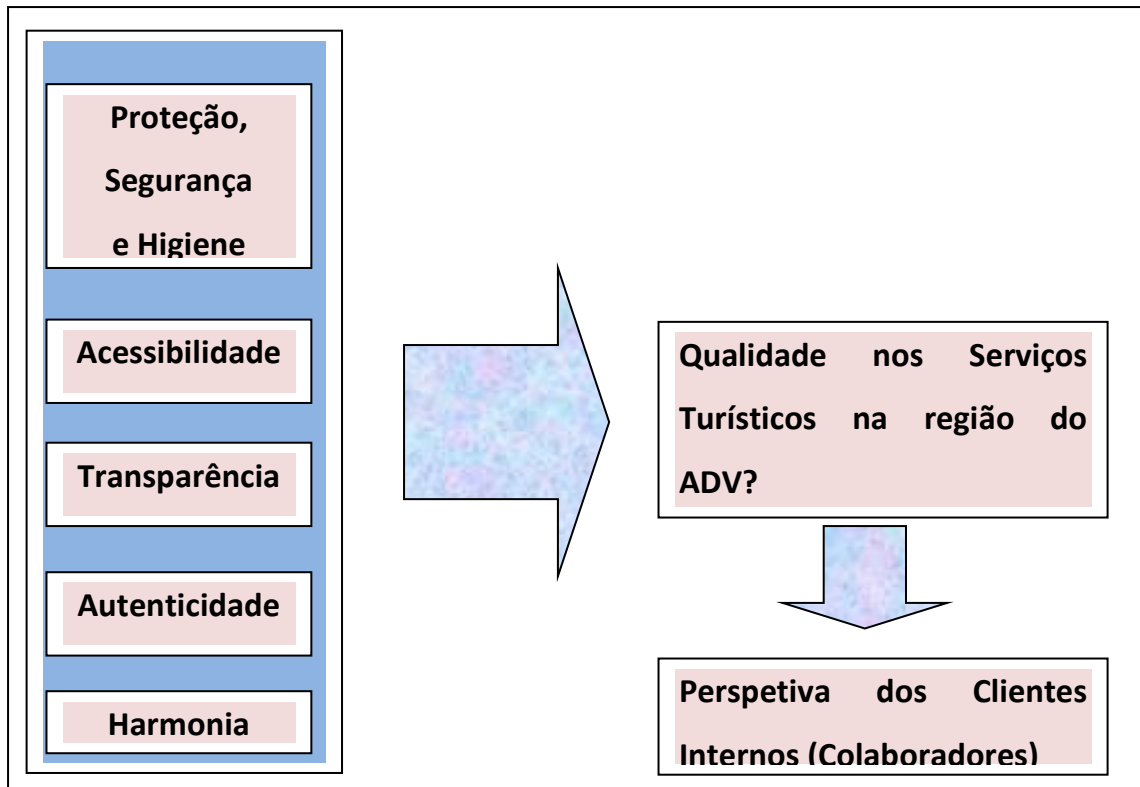 Proteção,
Segurança
e Higiene
Acessibilidade
Transparência
Autenticidade
Harmonia
Qualidade nos Serviços
Turísticos na região do
ADV?
Perspetiva dos Clientes
Internos (Colaboradores)